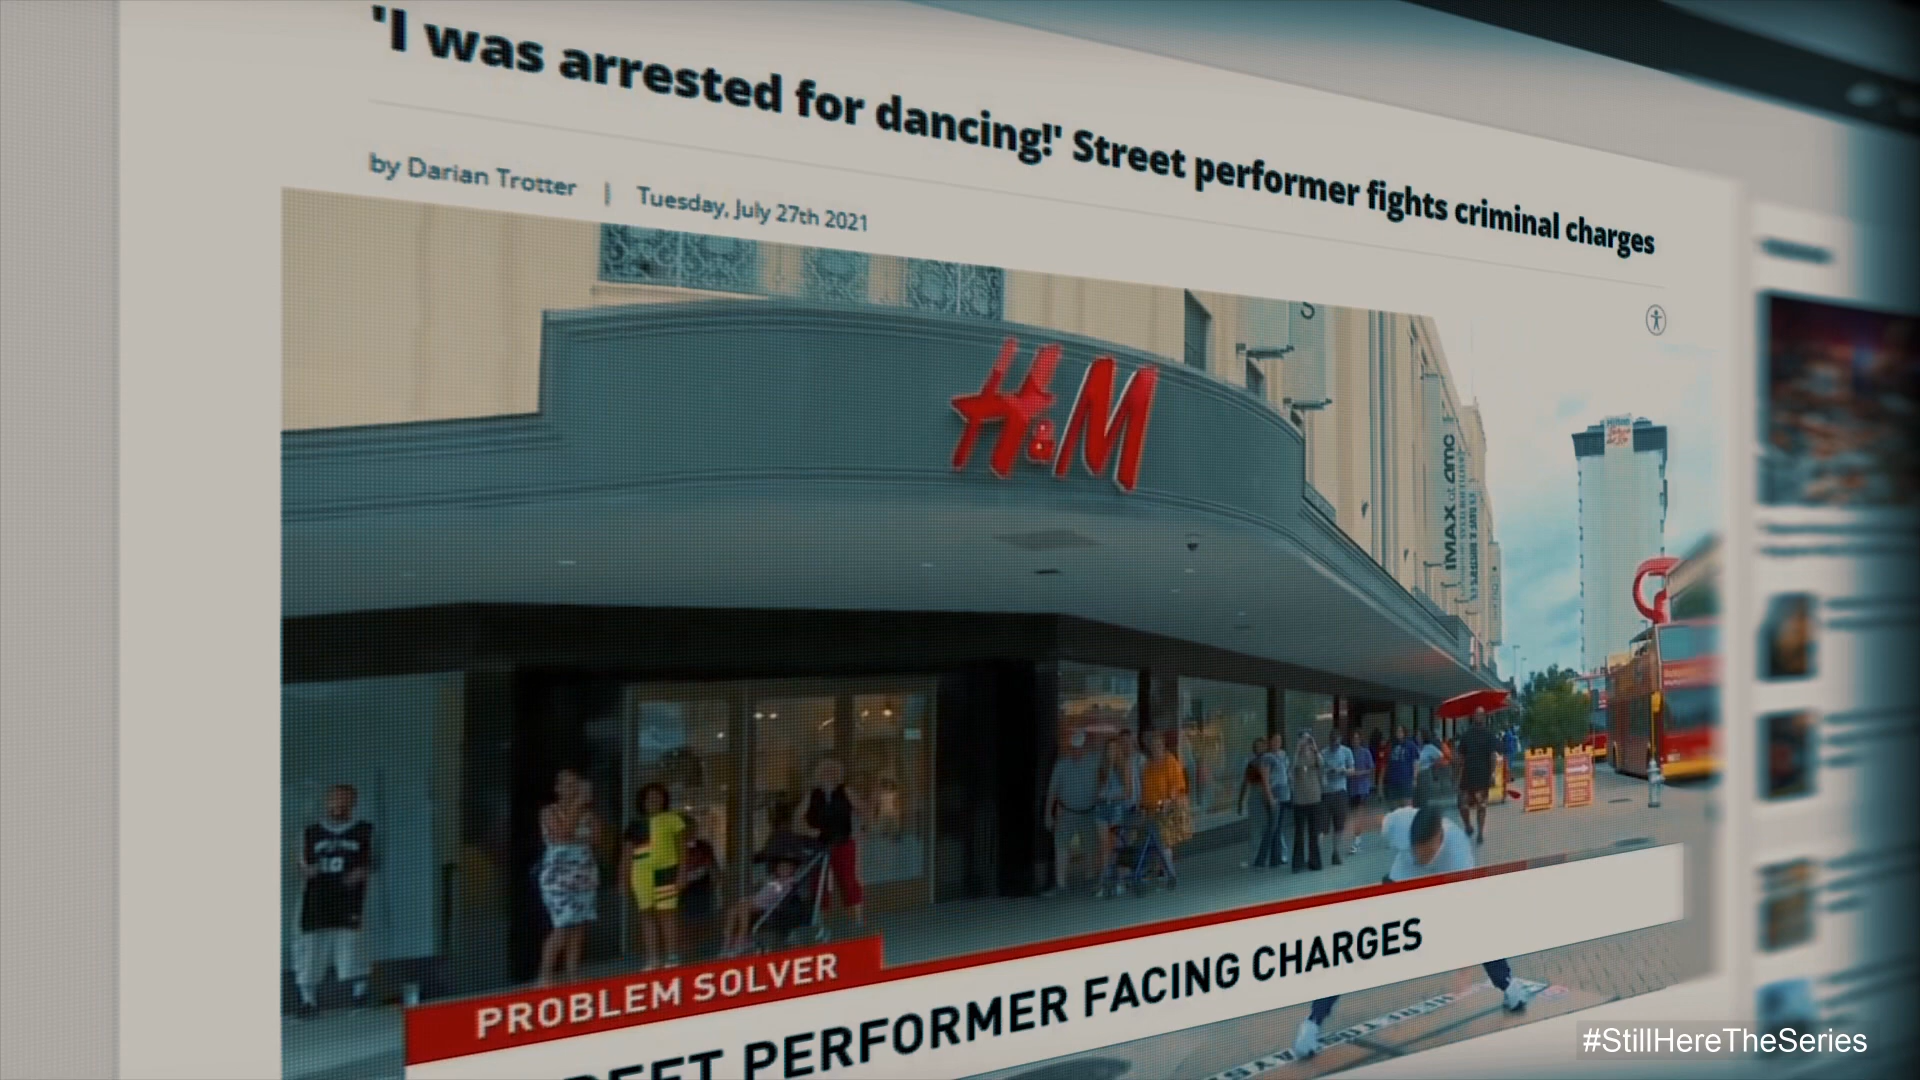 'I was arrested for dancing!' Street performer fights criminal charges
by Darian Trotter | Tuesday, July 27th 2021
H&M
IMAX at AMC
Hilton
PROBLEM SOLVER
PERFORMER FACING CHARGES
#StillHereTheSeries